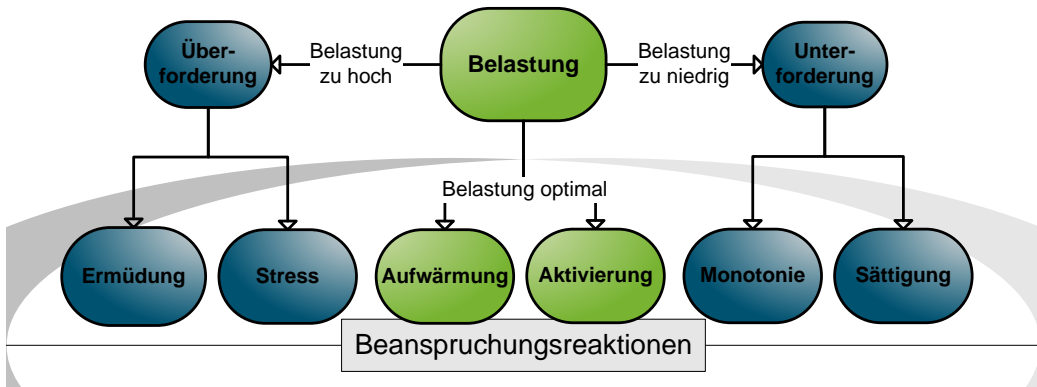 Über-
forderung
Belastung
zu hoch
Belastung
Belastung
zu niedrig
Unter-
forderung
Belastung optimal
Ermüdung
Stress
Aufwärmung
Aktivierung
Monotonie
Sättigung
Beanspruchungsreaktionen